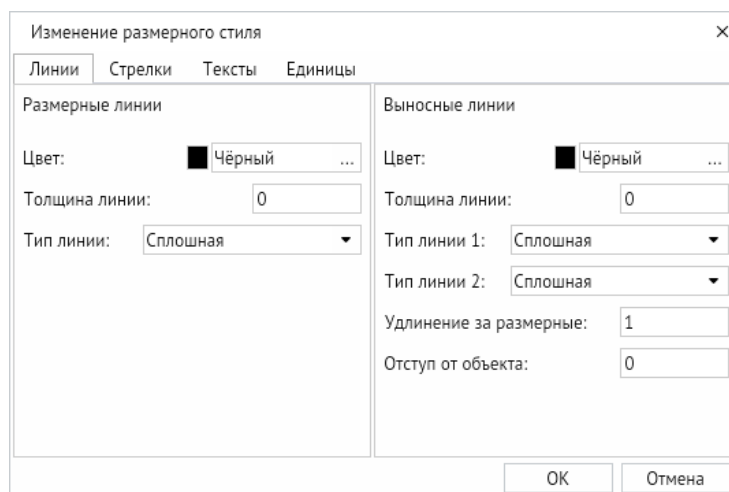 Изменение размерного стиля
Линии Стрелки Тексты Единицы
Размерные линии
Цвет: Чёрный ...
Толщина линии: 0
Тип линии: Сплошная
Выносные линии
Цвет: Чёрный ...
Толщина линии: 0
Тип линии 1: Сплошная
Тип линии 2: Сплошная
Удлинение за размерные: 1
Отступ от объекта: 0
ОК Отмена